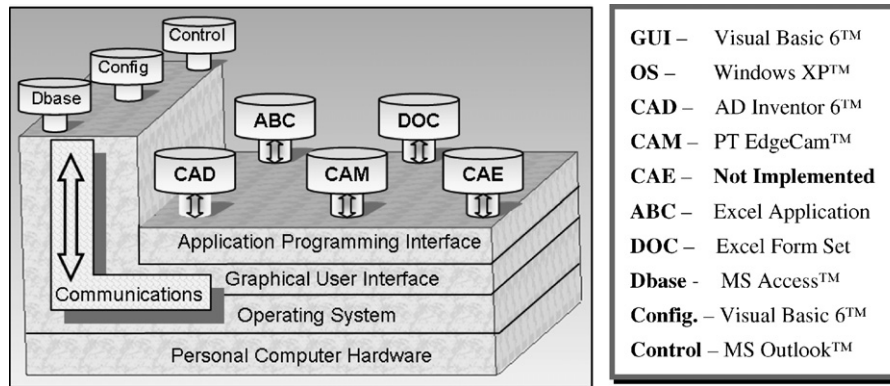 Control
Config
Dbase
ABC
DOC
CAD
CAM
CAE
Application Programming Interface
Graphical User Interface
Communications
Operating System
Personal Computer Hardware
GUI – Visual Basic 6™
OS – Windows XP™
CAD – AD Inventor 6™
CAM – PT EdgeCam™
CAE – Not Implemented
ABC – Excel Application
DOC – Excel Form Set
Dbase - MS Access™
Config. – Visual Basic 6™
Control – MS Outlook™